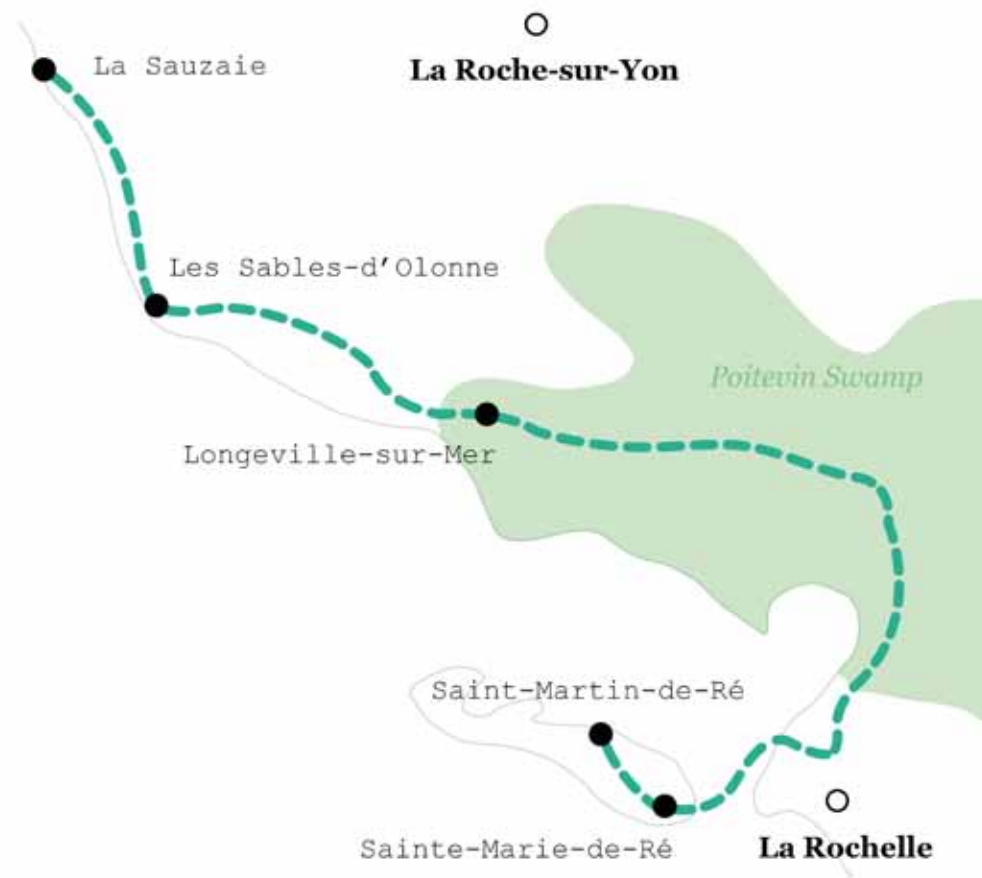 La Sauzaie
La Roche-sur-Yon
Les Sables-d’Olonne
Poitevin Swamp
Longeville-sur-Mer
Saint-Martin-de-Ré
Sainte-Marie-de-Ré
La Rochelle